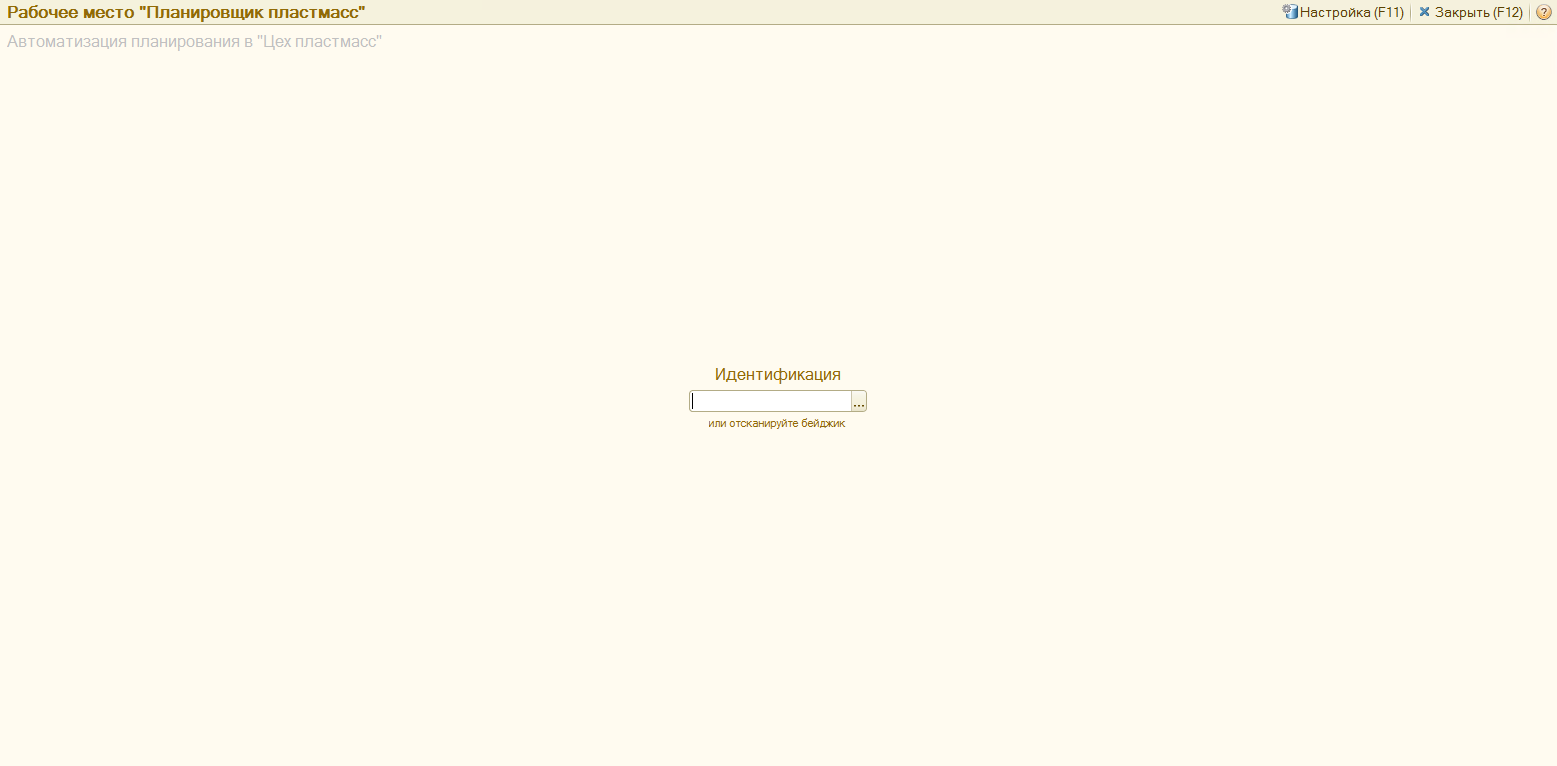 Рабочее место "Планировщик пластмасс"
Настройка (F11)
Закрыть (F12)
?
Автоматизация планирования в "Цех пластмасс"
Идентификация
...
или отсканируйте бейджик